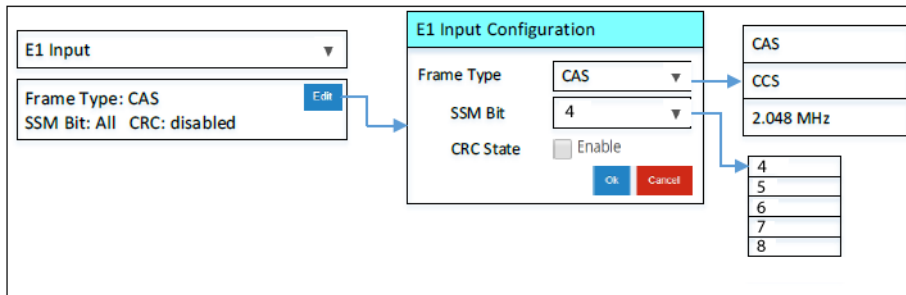 E1 Input
Frame Type: CAS
Edit
SSM Bit: All CRC: disabled
E1 Input Configuration
Frame Type CAS
SSM Bit 4
CRC State Enable
Ok Cancel
CAS
CCS
2.048 MHz
4
5
6
7
8